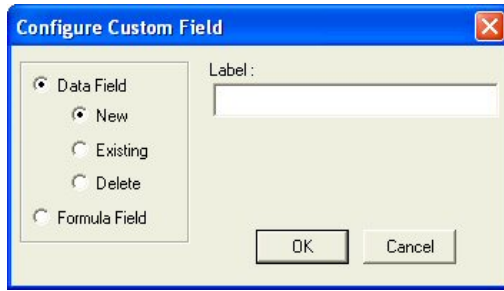 Configure Custom Field
Data Field
New
Existing
Delete
Formula Field
Label :
OK
Cancel